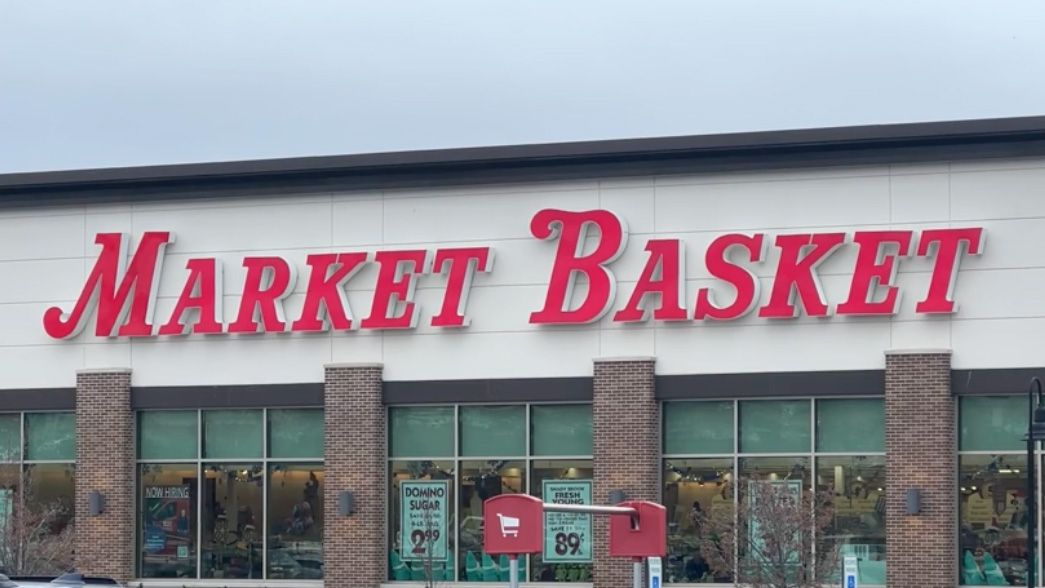 MARKET BASKET
NOW HIRING
DOMINO
SUGAR
2 99
FRESH
YOUNG
89¢